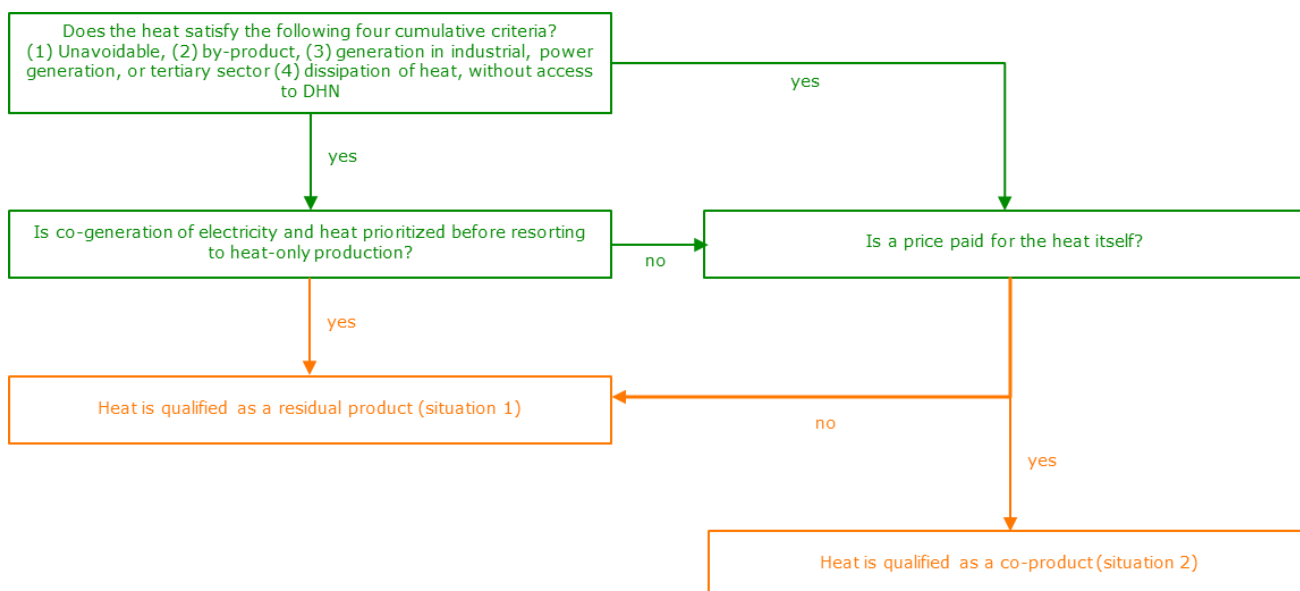 Does the heat satisfy the following four cumulative criteria?
(1) Unavoidable, (2) by-product, (3) generation in industrial, power
generation, or tertiary sector (4) dissipation of heat, without access
to DHN
yes
yes
Is co-generation of electricity and heat prioritized before resorting
to heat-only production?
no
Is a price paid for the heat itself?
yes
Heat is qualified as a residual product (situation 1)
no
yes
Heat is qualified as a co-product (situation 2)